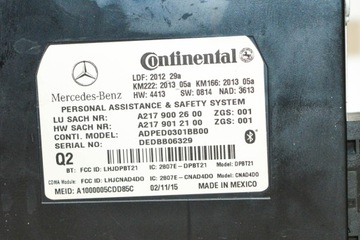 Continental
LDF: 2012 29a
KM222: 2013 05a KM166: 2013 05a
HW: 4413 SW: 0814 NAD: 3613
Mercedes-Benz
PERSONAL ASSISTANCE & SAFETY SYSTEM
LU SACH NR: A217 900 26 00 ZGS: 001
HW SACH NR: A217 901 21 00 ZGS: 001
CONTI. MODEL: ADPED0301BB00
SERIAL NO: DEDBB06329
Q2
BT: FCC ID: LHJDPBT21 IC: 2807E-DPBT21 Model: DPBT21
CDMA Module: FCC ID: LHJCNAD4DO IC: 2807E-CNAD4DO Model: CNAD4DO
MEID: A1000005CDD85C 02/11/15 MADE IN MEXICO